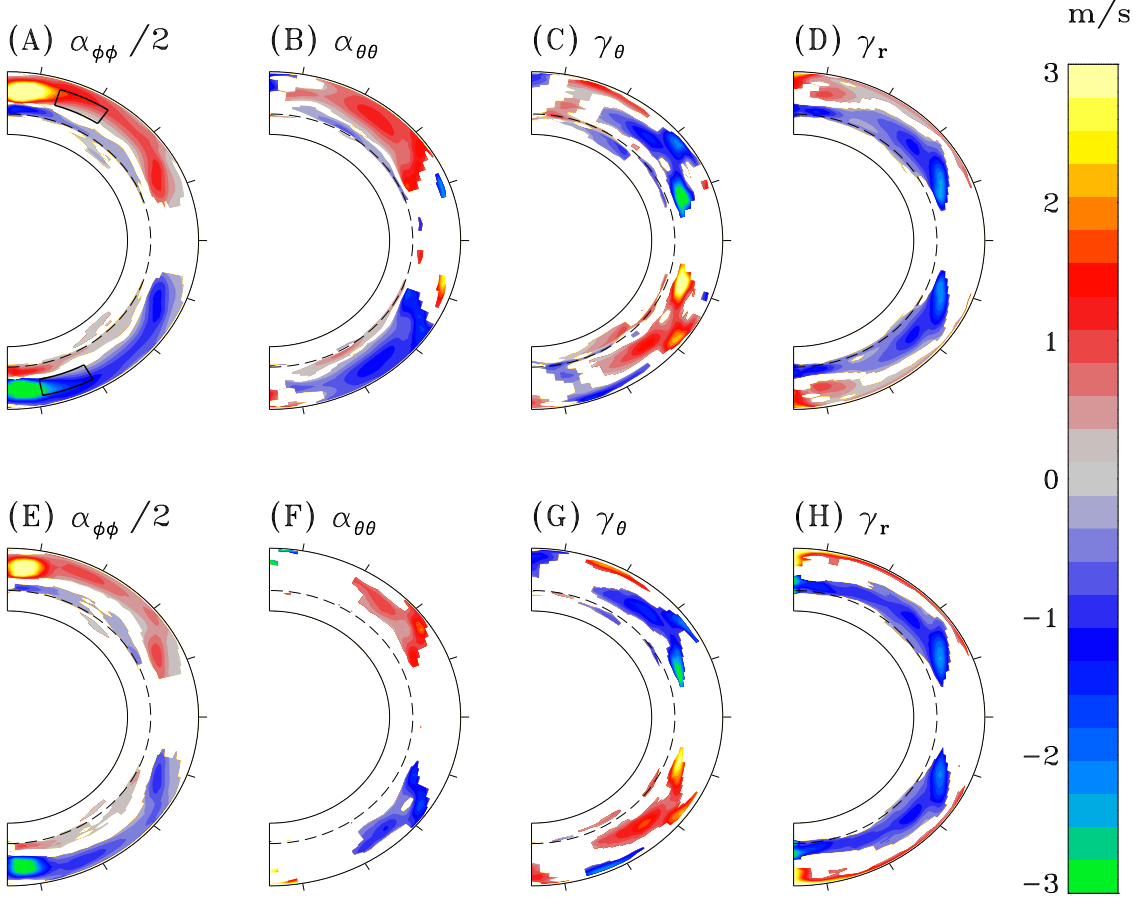 m/s
(A) α_φφ /2
(B) α_θθ
(C) γ_θ
(D) γ_r
3
2
1
0
−1
−2
−3
(E) α_φφ /2
(F) α_θθ
(G) γ_θ
(H) γ_r